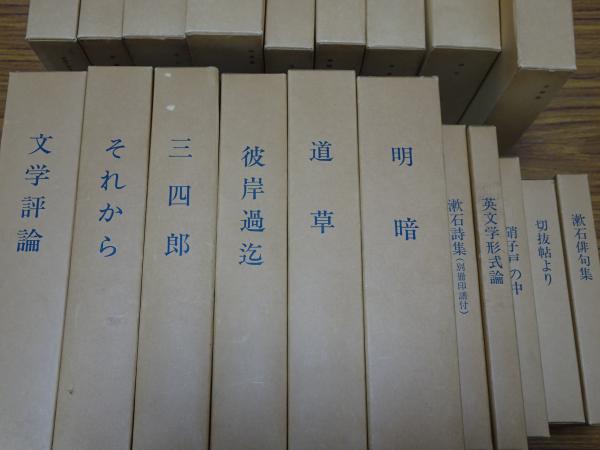 文学評論
それから
三四郎
彼岸過迄
道草
明暗
漱石詩集(別冊印譜付)
英文学形式論
硝子戸の中
切抜帖より
漱石俳句集